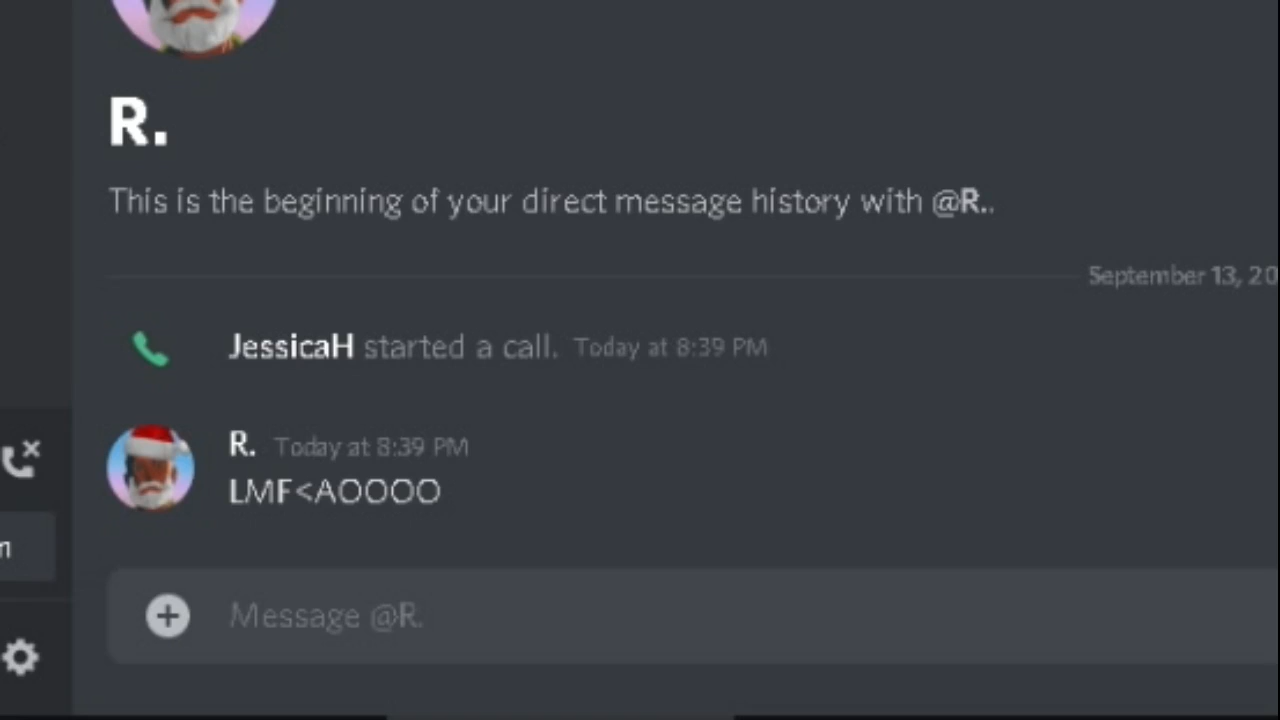 R.
This is the beginning of your direct message history with @R..
September 13, 20
JessicaH started a call. Today at 8:39 PM
R. Today at 8:39 PM
LMF<AOOOO
Message @R.